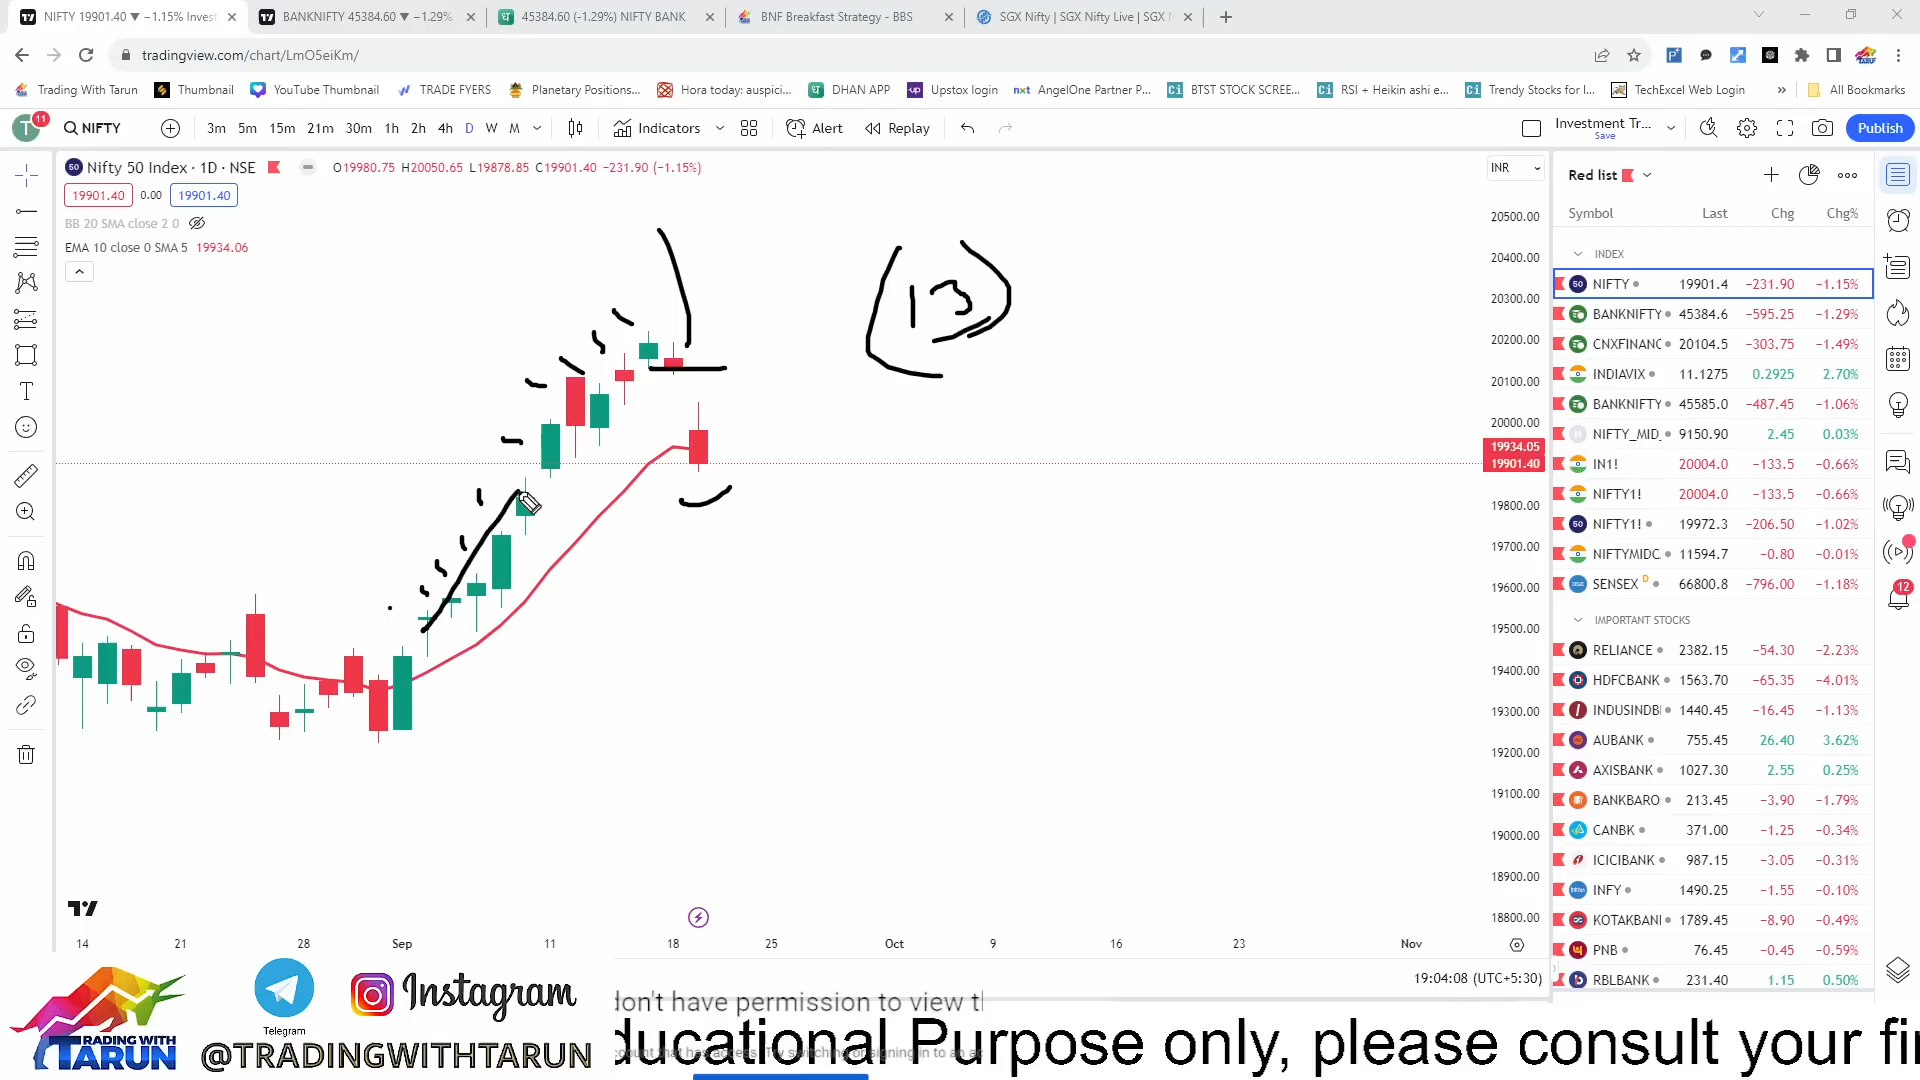 NIFTY 19901.40 ▼ −1.15% Inves
BANKNIFTY 45384.60 ▼ −1.29%
45384.60 (-1.29%) NIFTY BANK
BNF Breakfast Strategy - BBS
SGX Nifty | SGX Nifty Live | SGX N
tradingview.com/chart/LmO5eiKm/
Trading With Tarun
Thumbnail
YouTube Thumbnail
TRADE FYERS
Planetary Positions...
Hora today: auspici...
DHAN APP
Upstox login
AngelOne Partner P...
BTST STOCK SCREE...
RSI + Heikin ashi e...
Trendy Stocks for I...
TechExcel Web Login
»
All Bookmarks
T 11
NIFTY
3m 5m 15m 21m 30m 1h 2h 4h D W M
Indicators
Alert
Replay
Investment Tr...
Save
Publish
50 Nifty 50 Index · 1D · NSE
O19980.75 H20050.65 L19878.85 C19901.40 −231.90 (−1.15%)
19901.40 0.00 19901.40
BB 20 SMA close 2 0
EMA 10 close 0 SMA 5 19934.06
13
INR
20500.00
20400.00
20300.00
20200.00
20100.00
20000.00
19934.05
19901.40
19800.00
19700.00
19600.00
19500.00
19400.00
19300.00
19200.00
19100.00
19000.00
18900.00
18800.00
14 21 28 Sep 11 18 25 Oct 9 16 23 Nov
19:04:08 (UTC+5:30)
Red list
Symbol Last Chg Chg%
INDEX
NIFTY 19901.4 −231.90 −1.15%
BANKNIFTY 45384.6 −595.25 −1.29%
CNXFINANC 20104.5 −303.75 −1.49%
INDIAVIX 11.1275 0.2925 2.70%
BANKNIFTY 45585.0 −487.45 −1.06%
NIFTY_MID_ 9150.90 2.45 0.03%
IN1! 20004.0 −133.5 −0.66%
NIFTY1! 20004.0 −133.5 −0.66%
NIFTY1! 19972.3 −206.50 −1.02%
NIFTYMIDC. 11594.7 −0.80 −0.01%
SENSEX D 66800.8 −796.00 −1.18%
IMPORTANT STOCKS
RELIANCE 2382.15 −54.30 −2.23%
HDFCBANK 1563.70 −65.35 −4.01%
INDUSINDBI 1440.45 −16.45 −1.13%
AUBANK 755.45 26.40 3.62%
AXISBANK 1027.30 2.55 0.25%
BANKBARO 213.45 −3.90 −1.79%
CANBK 371.00 −1.25 −0.34%
ICICIBANK 987.15 −3.05 −0.31%
INFY 1490.25 −1.55 −0.10%
KOTAKBANI 1789.45 −8.90 −0.49%
PNB 76.45 −0.45 −0.59%
RBLBANK 231.40 1.15 0.50%
12
Telegram
Instagram
TRADING WITH
TARUN
@TRADINGWITHTARUN
don't have permission to view tl
ducational Purpose only, please consult your fi